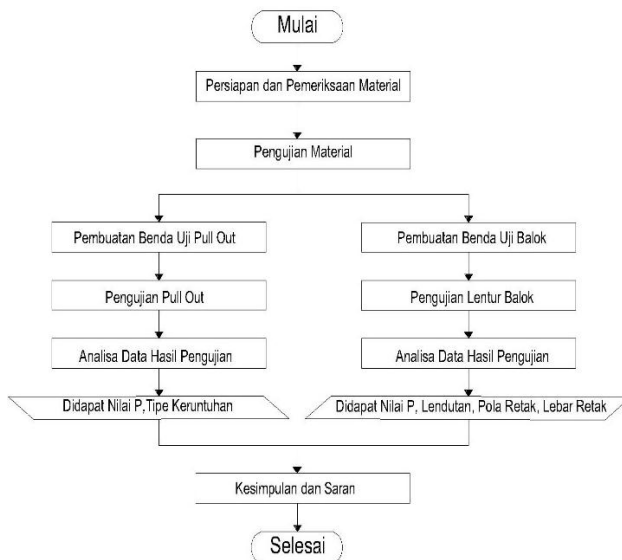 Mulai
Persiapan dan Pemeriksaan Material
Pengujian Material
Pembuatan Benda Uji Pull Out
Pengujian Pull Out
Analisa Data Hasil Pengujian
Didapat Nilai P,Tipe Keruntuhan
Pembuatan Benda Uji Balok
Pengujian Lentur Balok
Analisa Data Hasil Pengujian
Didapat Nilai P, Lendutan, Pola Retak, Lebar Retak
Kesimpulan dan Saran
Selesai